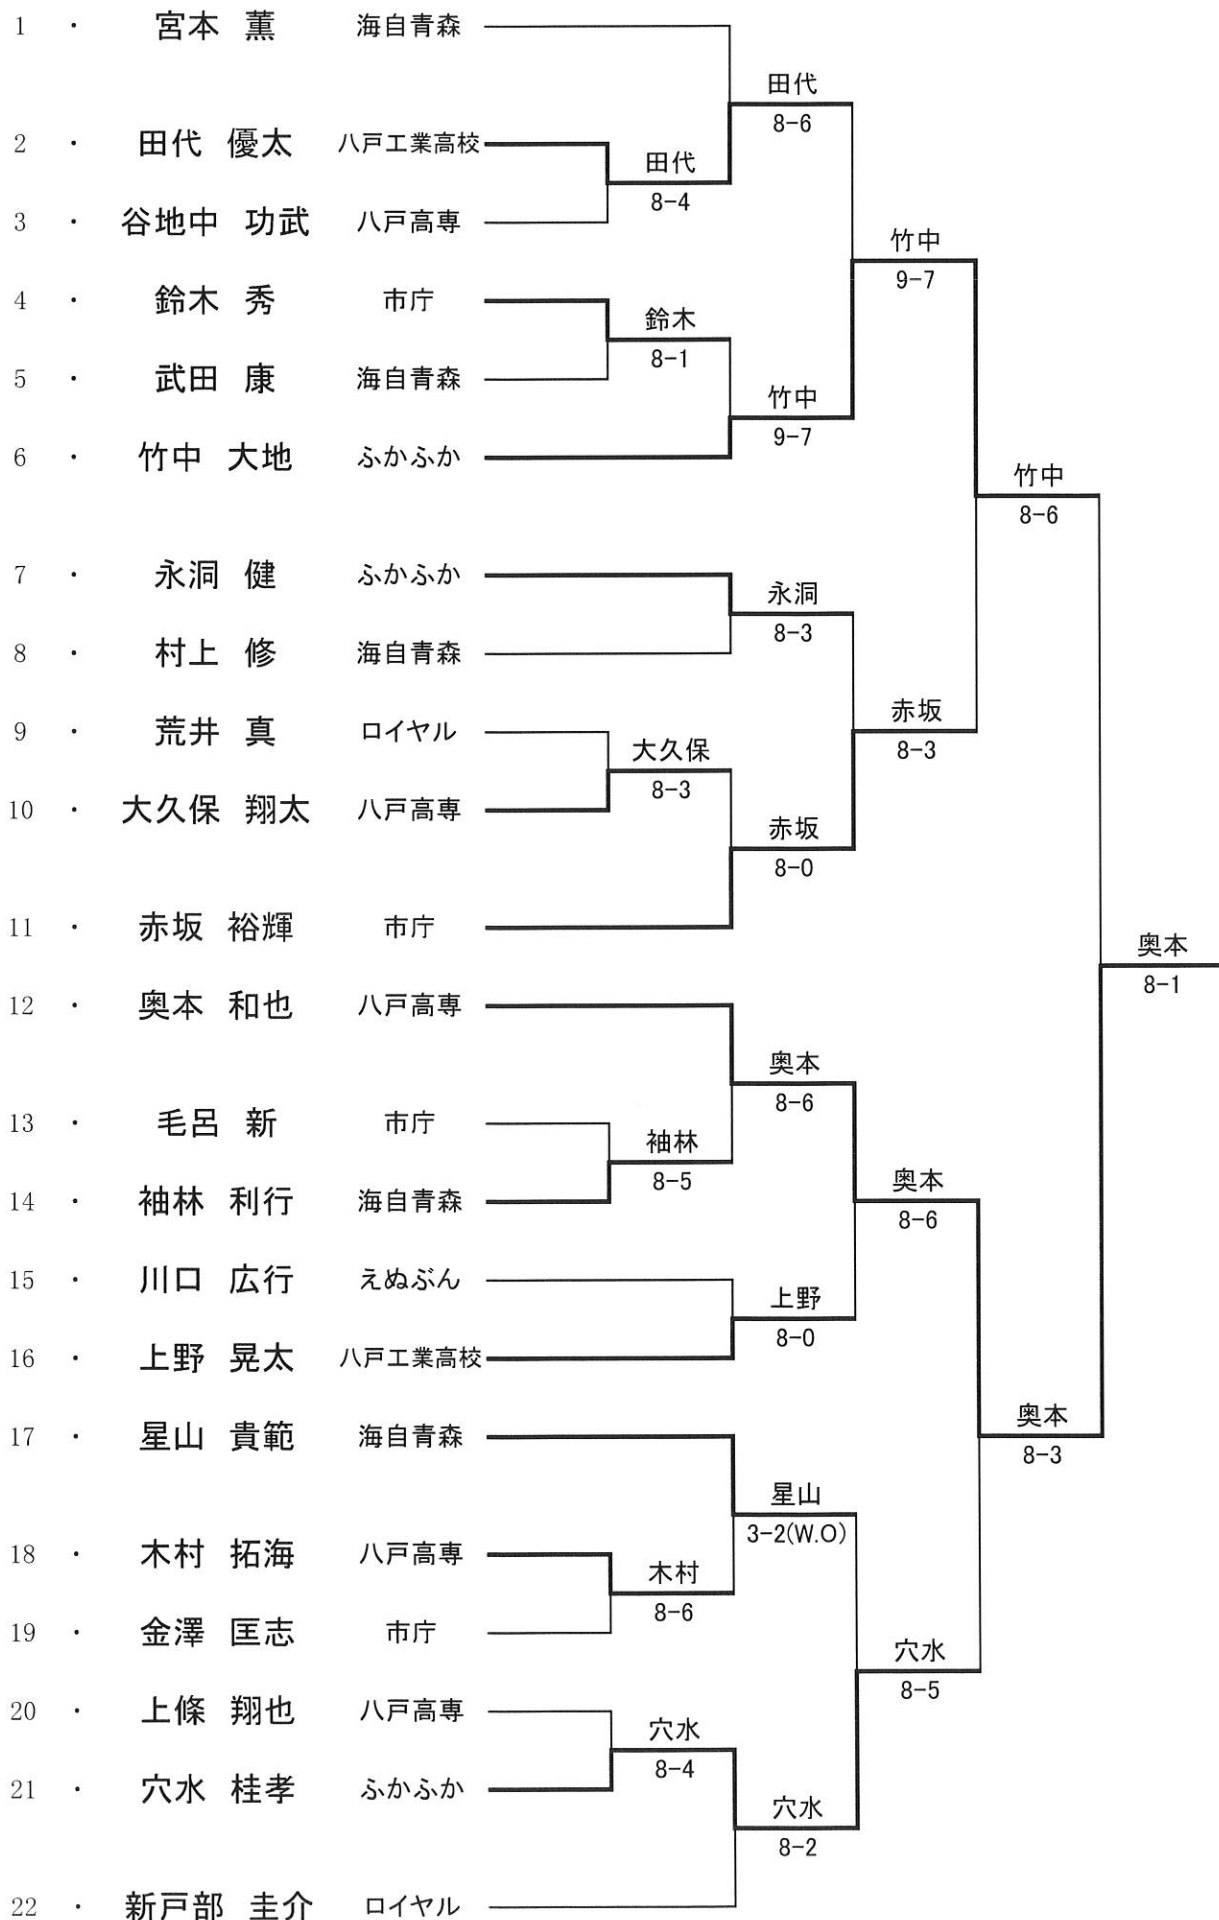 1 ・ 宮本 薫 海自青森
田代
8-6
2 ・ 田代 優太 八戸工業高校
田代
8-4
3 ・ 谷地中 功武 八戸高専
竹中
9-7
4 ・ 鈴木 秀 市庁
鈴木
8-1
5 ・ 武田 康 海自青森
竹中
9-7
6 ・ 竹中 大地 ふかふか
竹中
8-6
7 ・ 永洞 健 ふかふか
永洞
8-3
8 ・ 村上 修 海自青森
赤坂
8-3
9 ・ 荒井 真 ロイヤル
大久保
8-3
10 ・ 大久保 翔太 八戸高専
赤坂
8-0
11 ・ 赤坂 裕輝 市庁
奥本
8-1
12 ・ 奥本 和也 八戸高専
奥本
8-6
13 ・ 毛呂 新 市庁
袖林
8-5
14 ・ 袖林 利行 海自青森
奥本
8-6
15 ・ 川口 広行 えぬぶん
上野
8-0
16 ・ 上野 晃太 八戸工業高校
17 ・ 星山 貴範 海自青森
奥本
8-3
星山
3-2(W.O)
18 ・ 木村 拓海 八戸高専
木村
8-6
19 ・ 金澤 匡志 市庁
穴水
8-5
20 ・ 上條 翔也 八戸高専
穴水
8-4
21 ・ 穴水 桂孝 ふかふか
穴水
8-2
22 ・ 新戸部 圭介 ロイヤル